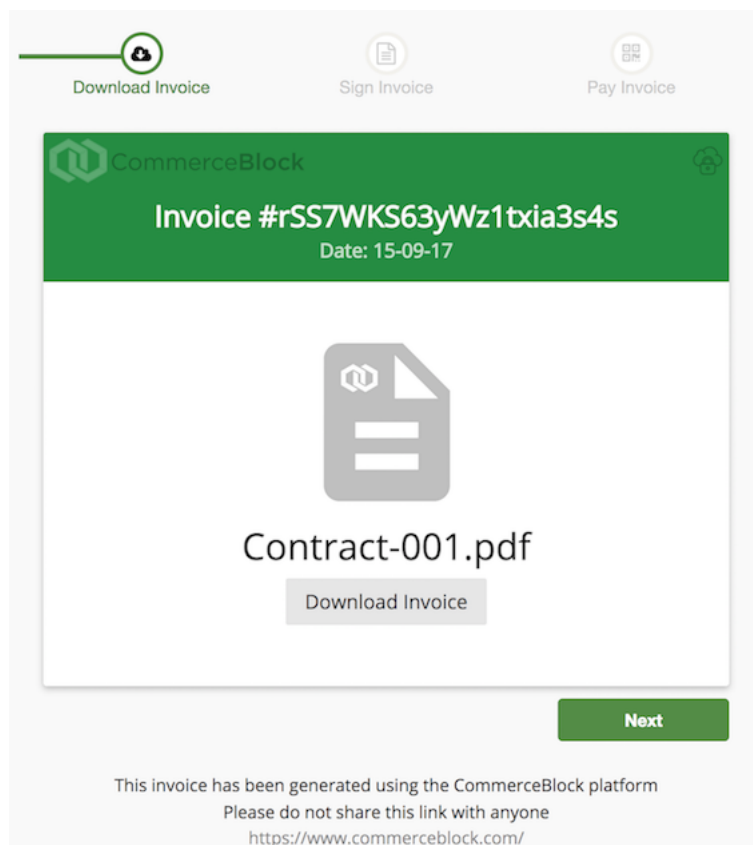 Download Invoice
Sign Invoice
Pay Invoice
CommerceBlock
Invoice #rSS7WKS63yWz1txia3s4s
Date: 15-09-17
Contract-001.pdf
Download Invoice
Next
This invoice has been generated using the CommerceBlock platform
Please do not share this link with anyone
https://www.commerceblock.com/